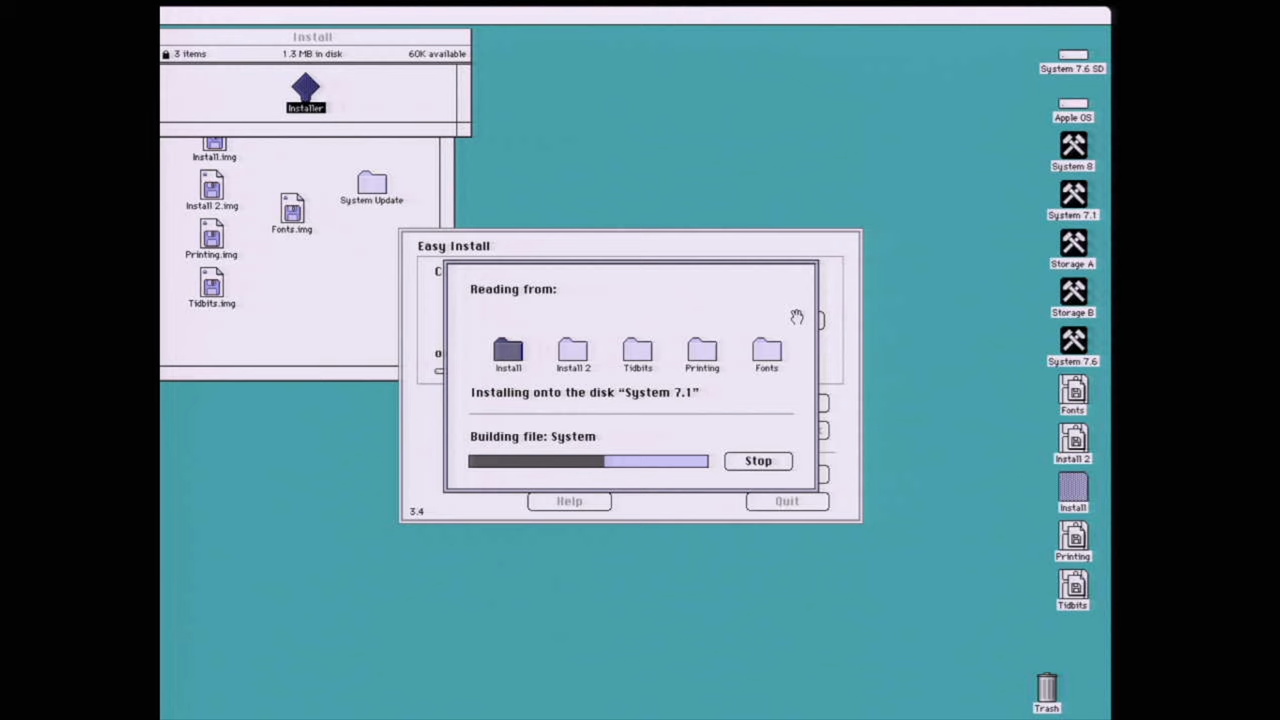 Install
3 items 1.3 MB in disk 60K available
Installer
Install.img
Install 2.img
System Update
Fonts.img
Printing.img
Tidbits.img
Easy Install
Reading from:
Install Install 2 Tidbits Printing Fonts
Installing onto the disk “System 7.1”
Building file: System
Stop
Help Quit
3.4
System 7.6 SD
Apple OS
System 8
System 7.1
Storage A
Storage B
System 7.6
Fonts
Install 2
Install
Printing
Tidbits
Trash